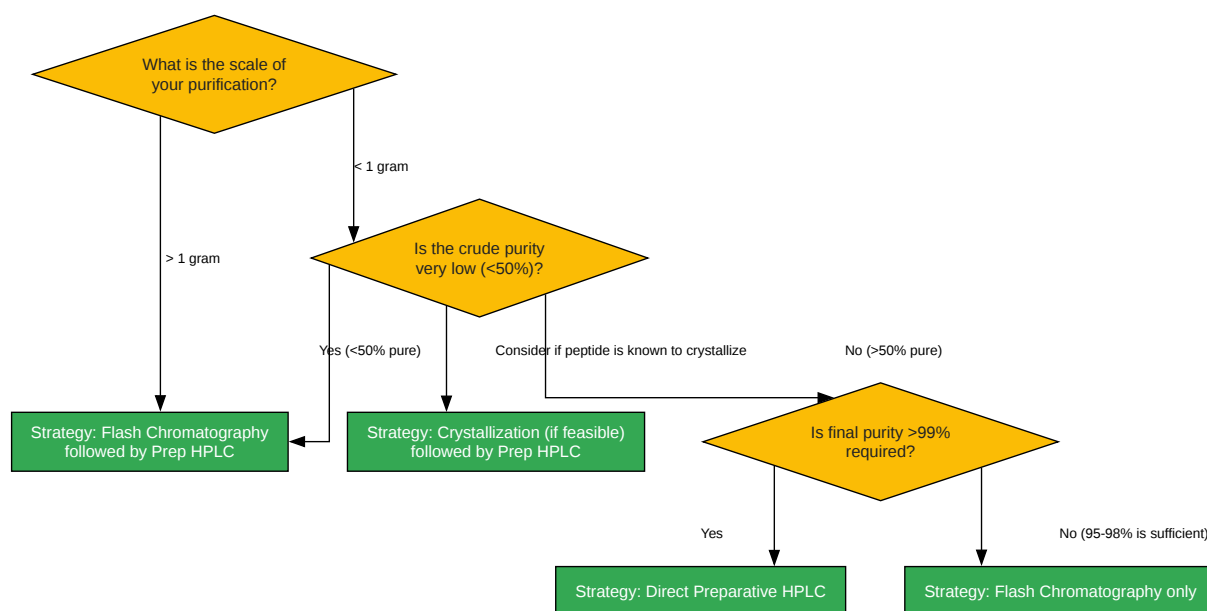 What is the scale of
your purification?
< 1 gram
> 1 gram
Is the crude purity
very low (<50%)?
Yes (<50% pure)
Consider if peptide is known to crystallize
No (>50% pure)
Strategy: Flash Chromatography
followed by Prep HPLC
Strategy: Crystallization (if feasible)
followed by Prep HPLC
Is final purity >99%
required?
Yes
No (95-98% is sufficient)
Strategy: Direct Preparative HPLC
Strategy: Flash Chromatography only